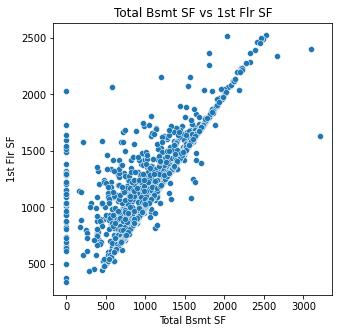 Total Bsmt SF vs 1st Flr SF
2500
2000
1500
1000
500
1st Flr SF
0 500 1000 1500 2000 2500 3000
Total Bsmt SF